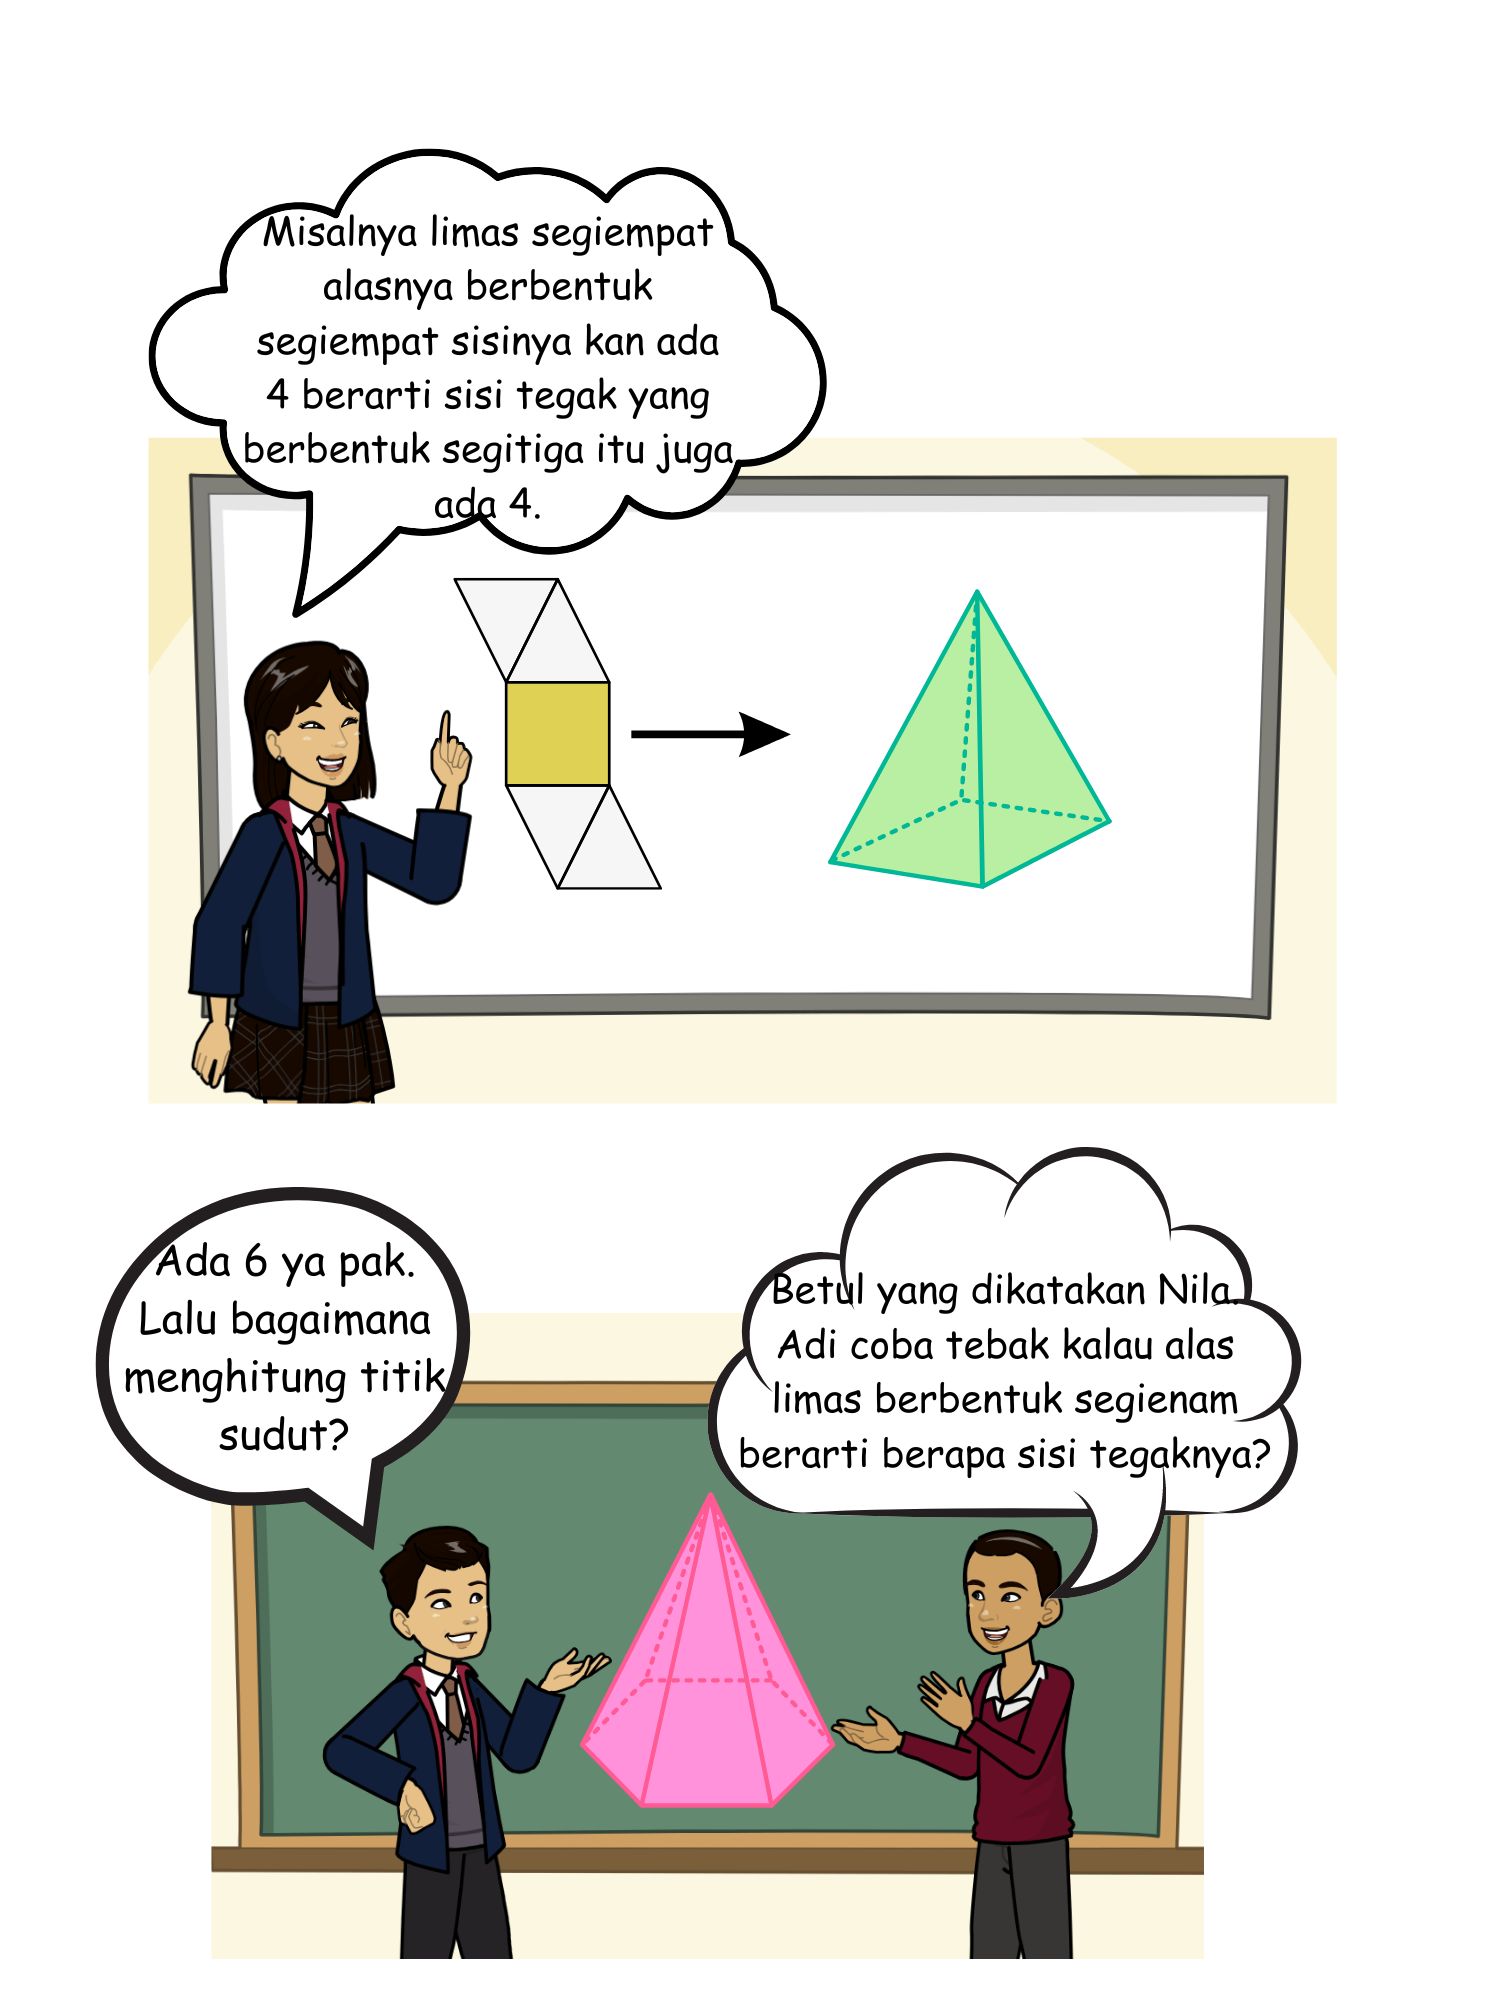 Misalnya limas segiempat
alasnya berbentuk
segiempat sisinya kan ada
4 berarti sisi tegak yang
berbentuk segitiga itu juga
ada 4.
Betul yang dikatakan Nila.
Adi coba tebak kalau alas
limas berbentuk segienam
berarti berapa sisi tegaknya?
Ada 6 ya pak.
Lalu bagaimana
menghitung titik
sudut?